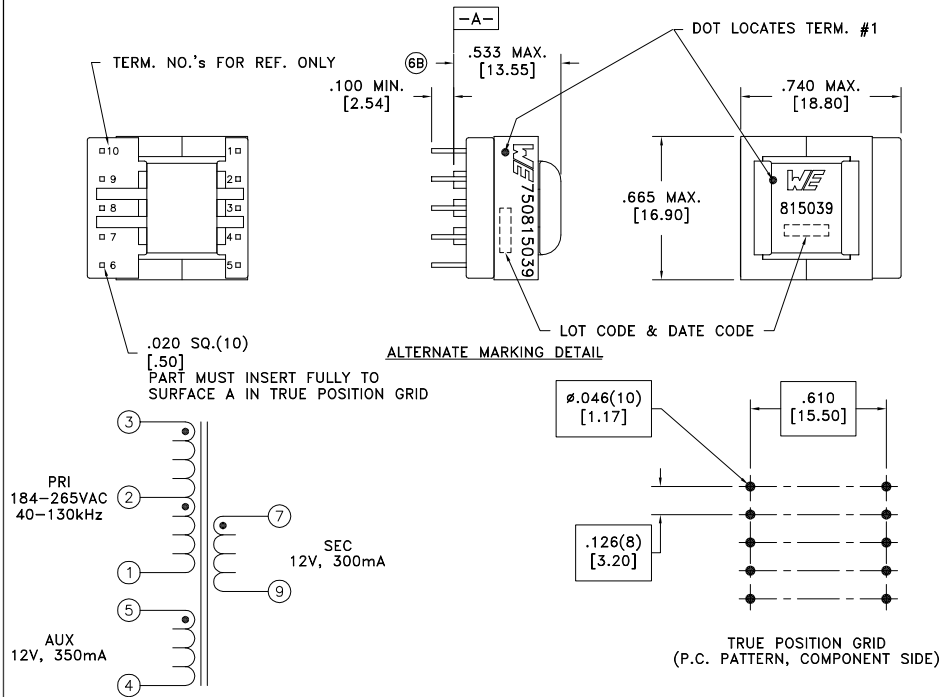 -A-
DOT LOCATES TERM. #1
TERM. NO.'s FOR REF. ONLY
6B
.533 MAX.
[13.55]
.100 MIN.
[2.54]
.740 MAX.
[18.80]
10
1
9
2
8
3
7
4
6
5
WE750815039
.665 MAX.
[16.90]
WE
815039
LOT CODE & DATE CODE
.020 SQ.(10)
[.50]
PART MUST INSERT FULLY TO
SURFACE A IN TRUE POSITION GRID
ALTERNATE MARKING DETAIL
3
PRI
184-265VAC
40-130kHz
2
1
7
SEC
12V, 300mA
9
5
AUX
12V, 350mA
4
ø.046(10)
[1.17]
.610
[15.50]
.126(8)
[3.20]
TRUE POSITION GRID
(P.C. PATTERN, COMPONENT SIDE)